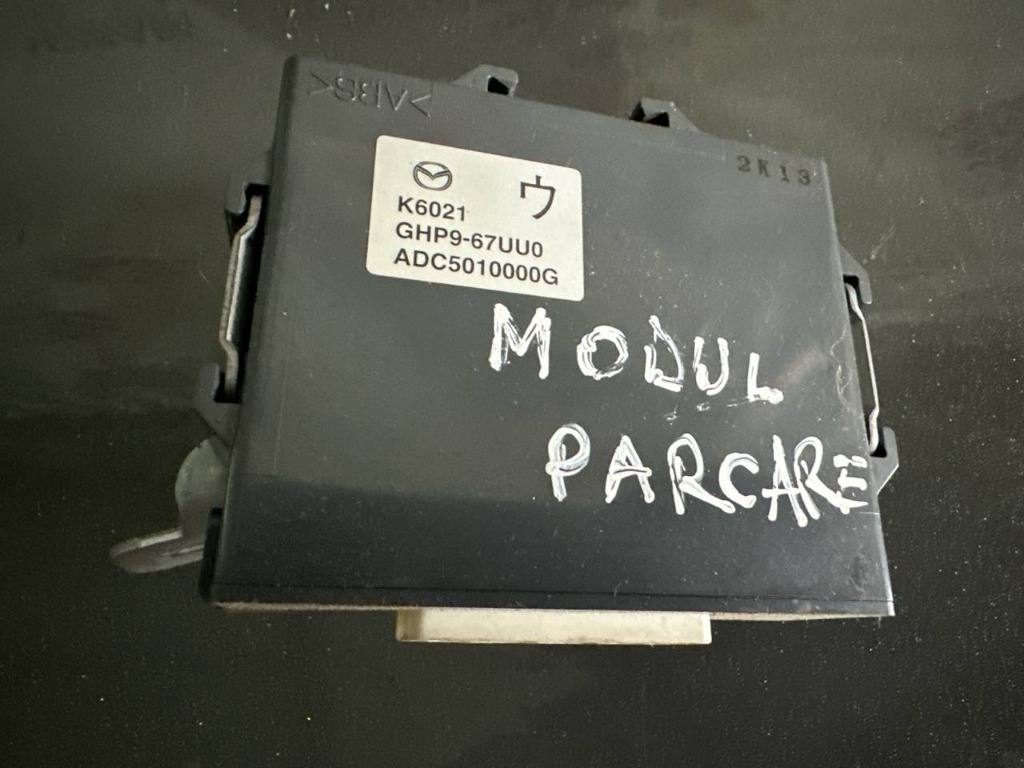 >ABS<
2K13
ウ
K6021
GHP9-67UU0
ADC5010000G
MODUL
PARCARE